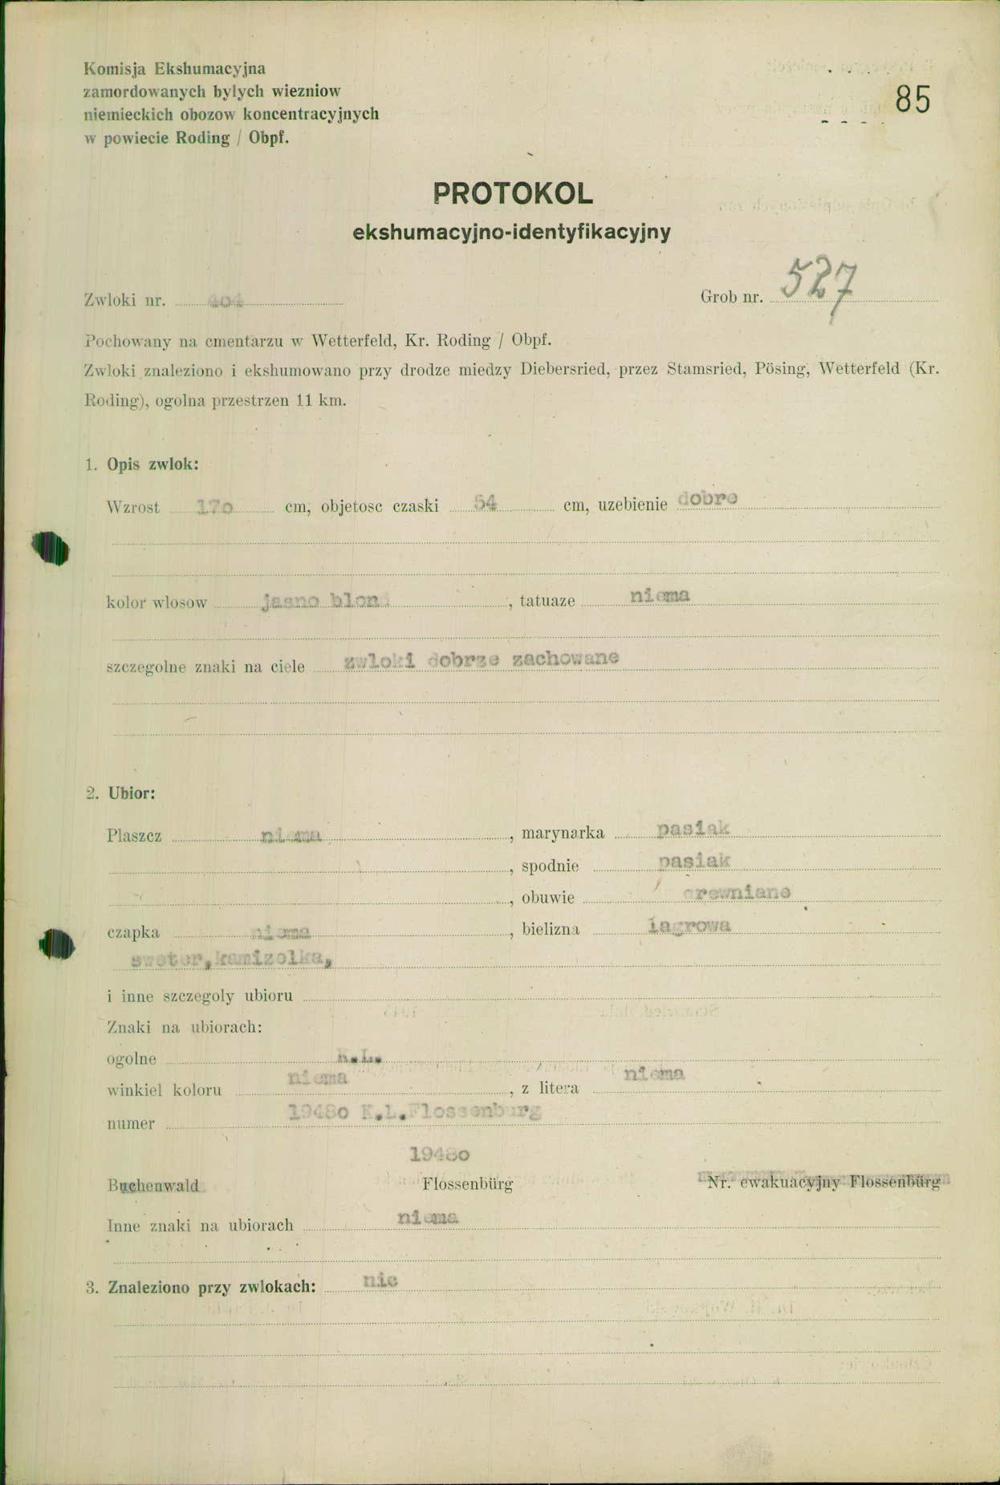 Komisja Ekshumacyjna
zamordowanych bylych wiezniow
niemieckich obozow koncentracyjnych
w powiecie Roding / Obpf.
85
PROTOKOL
ekshumacyjno-identyfikacyjny
Zwloki nr. Grob nr. 527
Pochowany na cmentarzu w Wetterfeld, Kr. Roding / Obpf.
Zwloki znaleziono i ekshumowano przy drodze miedzy Diebersried, przez Stamsried, Pösing, Wetterfeld (Kr.
Roding), ogolna przestrzen 11 km.
1. Opis zwlok:
Wzrost 170 cm, objetosc czaski 54 cm, uzebienie dobre
kolor wlosow jasno blon , tatuaze niema
szczegolne znaki na ciele zwloki dobrze zachowane
2. Ubior:
Plaszcz niema , marynarka pasiak
, spodnie pasiak
, obuwie drewniane
czapka niema , bielizna lagrowa
sweter, kamizolka,
i inne szczegoly ubioru
Znaki na ubiorach:
ogolne K.L.
winkiel koloru niema , z litera niema
numer 19480 K.L.Flossenburg
19480
Buchenwald Flossenbürg Nr. ewakuacyjny Flossenbürg
Inne znaki na ubiorach niema
3. Znaleziono przy zwlokach: nic